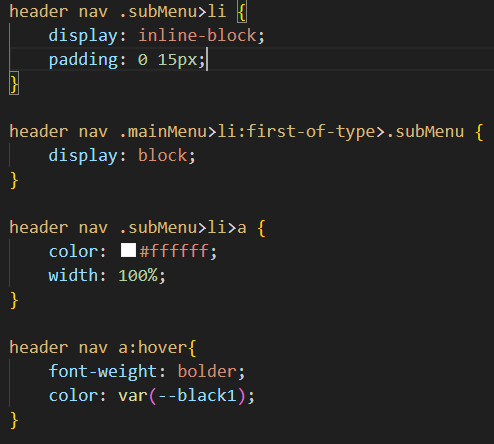 header nav .subMenu>li {
    display: inline-block;
    padding: 0 15px;
}

header nav .mainMenu>li:first-of-type>.subMenu {
    display: block;
}

header nav .subMenu>li>a {
    color: #ffffff;
    width: 100%;
}

header nav a:hover{
    font-weight: bolder;
    color: var(--black1);
}